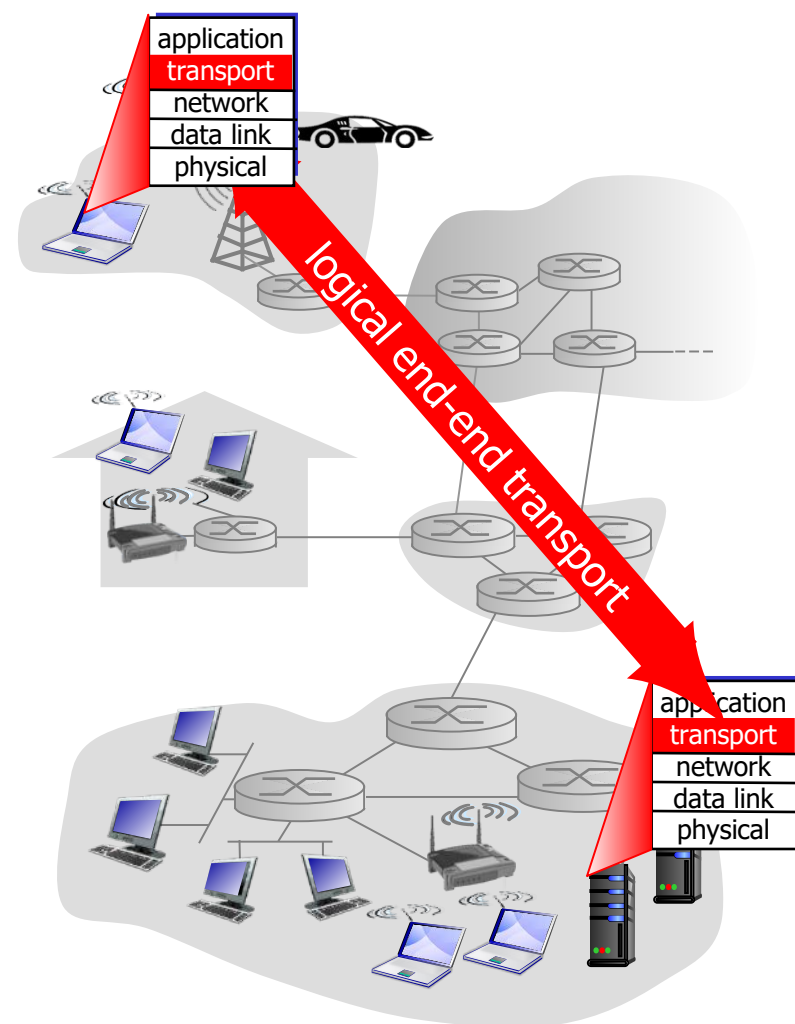 application
transport
network
data link
physical
logical end-end transport
application
transport
network
data link
physical